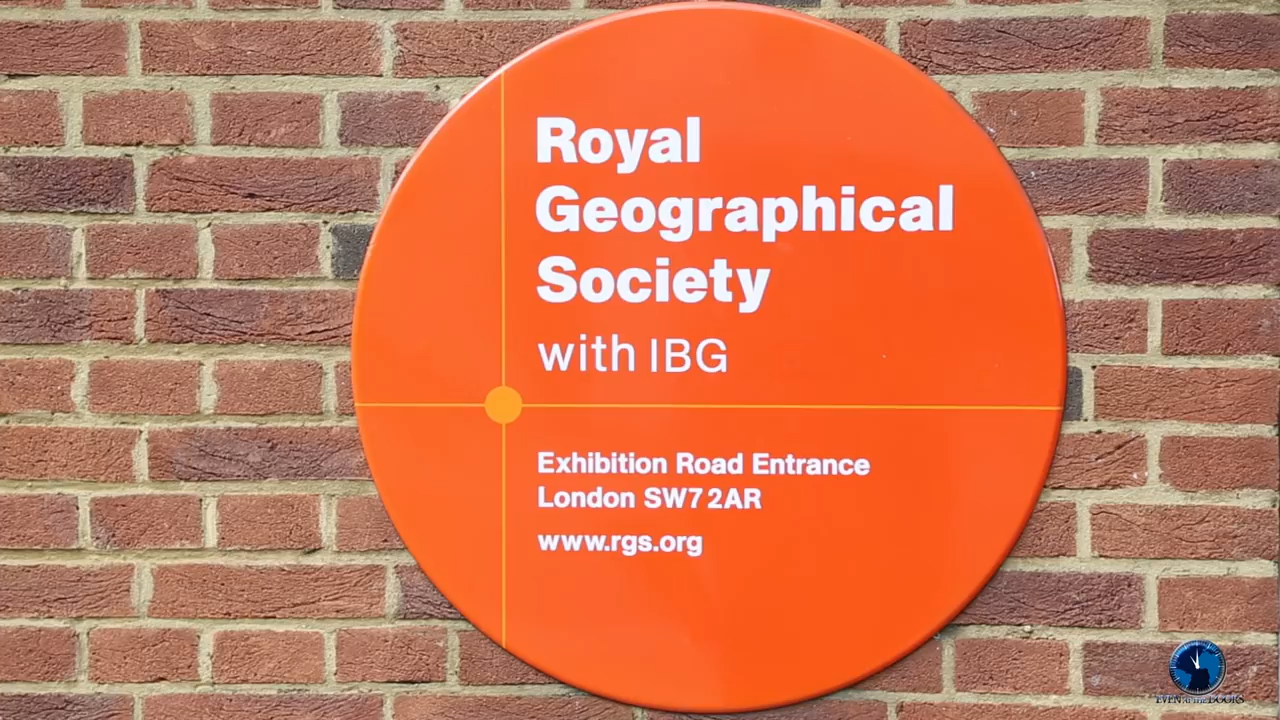 Royal
Geographical
Society
with IBG
Exhibition Road Entrance
London SW7 2AR
www.rgs.org